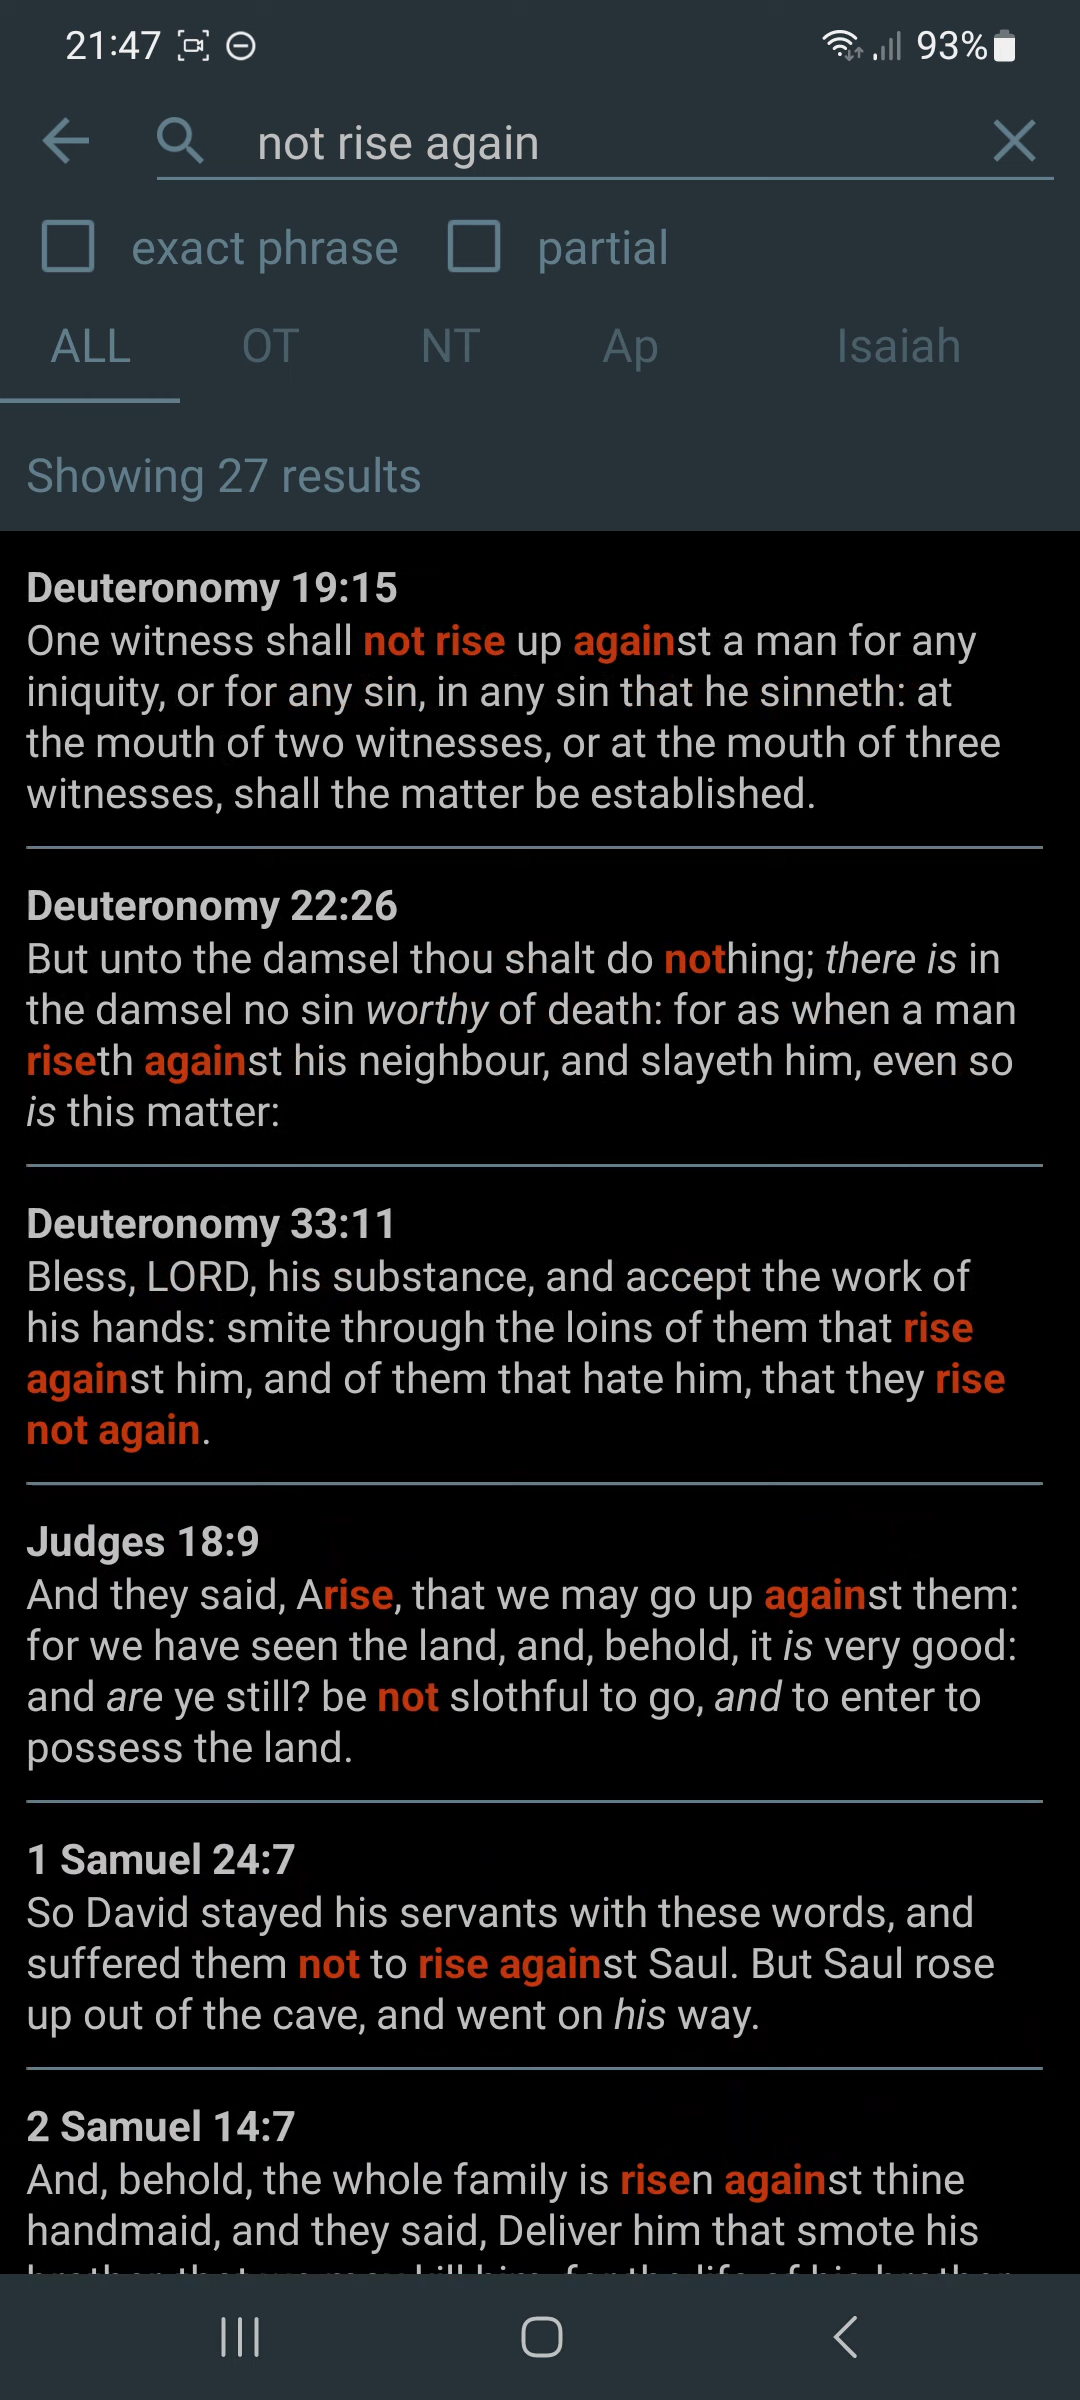 21:47
93%
not rise again
exact phrase
partial
ALL OT NT Ap Isaiah
Showing 27 results
Deuteronomy 19:15
One witness shall not rise up against a man for any
iniquity, or for any sin, in any sin that he sinneth: at
the mouth of two witnesses, or at the mouth of three
witnesses, shall the matter be established.
Deuteronomy 22:26
But unto the damsel thou shalt do nothing; there is in
the damsel no sin worthy of death: for as when a man
riseth against his neighbour, and slayeth him, even so
is this matter:
Deuteronomy 33:11
Bless, LORD, his substance, and accept the work of
his hands: smite through the loins of them that rise
against him, and of them that hate him, that they rise
not again.
Judges 18:9
And they said, Arise, that we may go up against them:
for we have seen the land, and, behold, it is very good:
and are ye still? be not slothful to go, and to enter to
possess the land.
1 Samuel 24:7
So David stayed his servants with these words, and
suffered them not to rise against Saul. But Saul rose
up out of the cave, and went on his way.
2 Samuel 14:7
And, behold, the whole family is risen against thine
handmaid, and they said, Deliver him that smote his